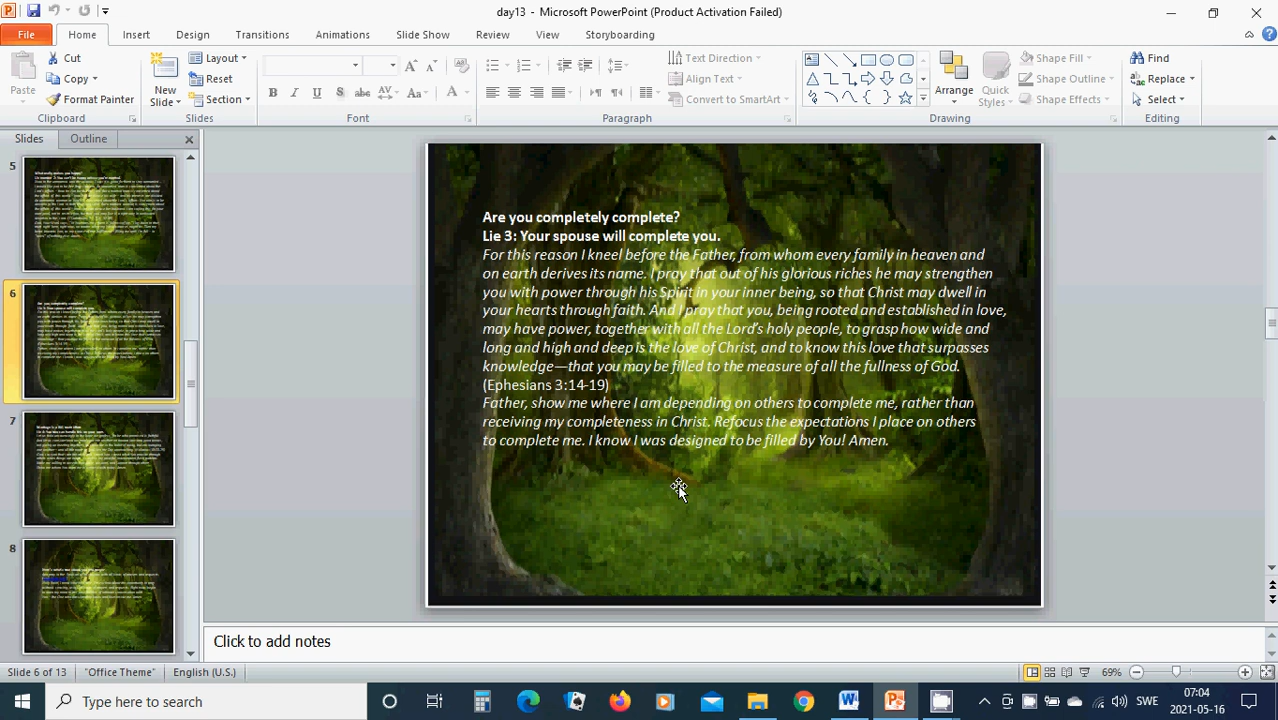 day13 - Microsoft PowerPoint (Product Activation Failed)
File Home Insert Design Transitions Animations Slide Show Review View Storyboarding
Paste
Cut
Copy
Format Painter
Clipboard
New
Slide
Layout
Reset
Section
Slides
Font
Text Direction
Align Text
Convert to SmartArt
Paragraph
Arrange
Quick
Styles
Shape Fill
Shape Outline
Shape Effects
Drawing
Find
Replace
Select
Editing
Slides Outline
5
6
7
8
Are you completely complete?
Lie 3: Your spouse will complete you.
For this reason I kneel before the Father, from whom every family in heaven and
on earth derives its name. I pray that out of his glorious riches he may strengthen
you with power through his Spirit in your inner being, so that Christ may dwell in
your hearts through faith. And I pray that you, being rooted and established in love,
may have power, together with all the Lord's holy people, to grasp how wide and
long and high and deep is the love of Christ, and to know this love that surpasses
knowledge—that you may be filled to the measure of all the fullness of God.
(Ephesians 3:14-19)
Father, show me where I am depending on others to complete me, rather than
receiving my completeness in Christ. Refocus the expectations I place on others
to complete me. I know I was designed to be filled by You! Amen.
Click to add notes
Slide 6 of 13 "Office Theme" English (U.S.) 69%
Type here to search
SWE
07:04
2021-05-16